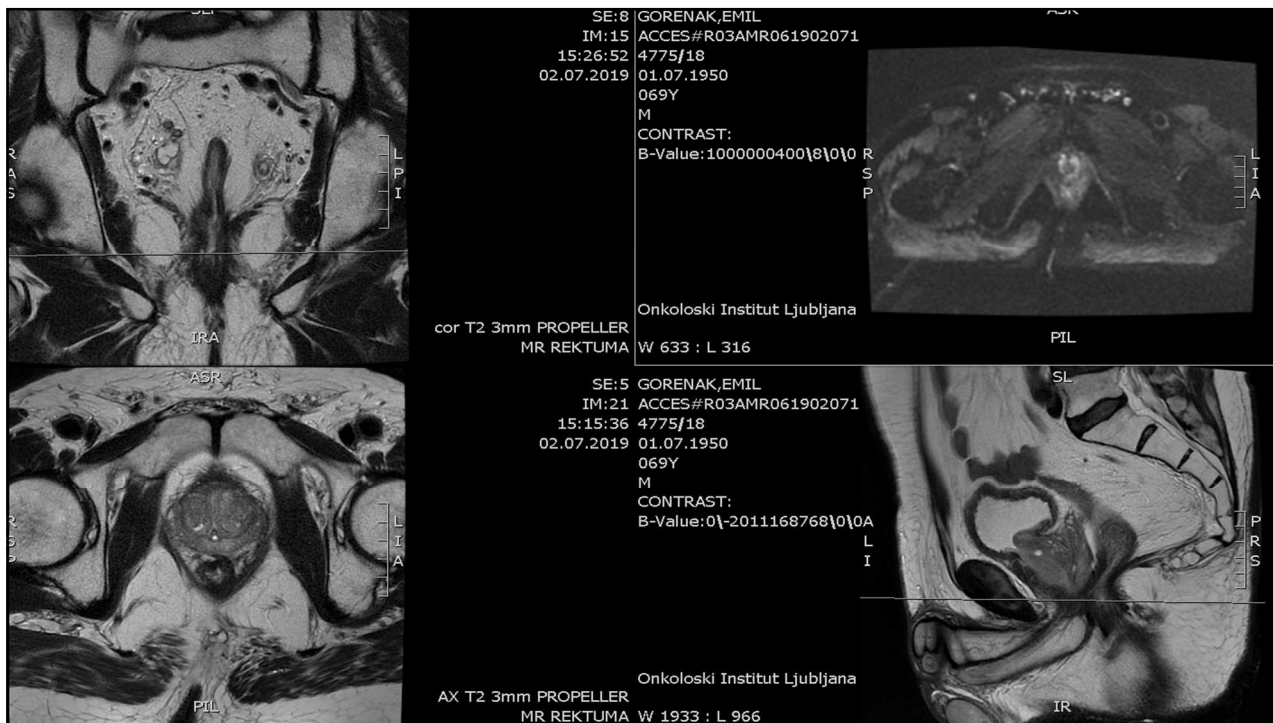 SE:8
IM:15
15:26:52
02.07.2019
GORENAK,EMIL
ACCES#R03AMR061902071
4775/18
01.07.1950
069Y
M
CONTRAST:
B-Value:1000000400\8\0\0
ASR
R
S
P
L
I
A
R
A
S
L
P
I
Onkoloski Institut Ljubljana
cor T2 3mm PROPELLER
MR REKTUMA
W 633 : L 316
IRA
PIL
ASR
SE:5
IM:21
15:15:36
02.07.2019
GORENAK,EMIL
ACCES#R03AMR061902071
4775/18
01.07.1950
069Y
M
CONTRAST:
B-Value:0\-2011168768\0\0
SL
R
S
P
L
I
A
A
L
I
P
R
S
Onkoloski Institut Ljubljana
AX T2 3mm PROPELLER
MR REKTUMA
W 1933 : L 966
PIL
IR